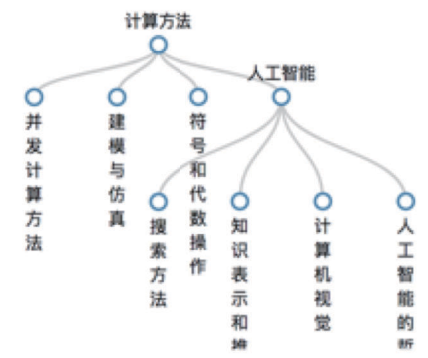 计算方法
人工智能
并发计算方法
建模与仿真
符号和代数操作
搜索方法
知识表示和推
计算机视觉
人工智能的哲